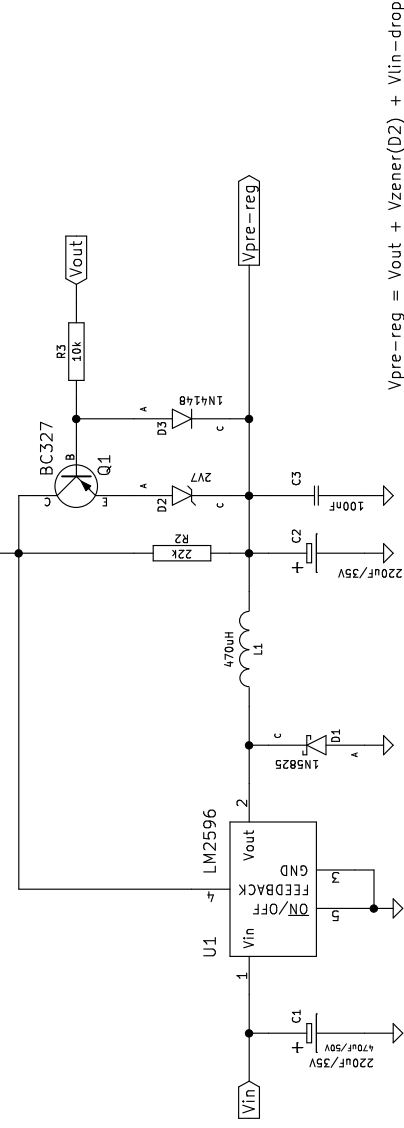 Vpre-reg = Vout + Vzener(D2) + Vlin-drop
Vin
C1
+
470uF/50V
220uF/35V
1
U1
LM2596
Vin
ON/OFF
FEEDBACK
GND
Vout
4
5
3
2
C
D1
1N5825
A
470uH
L1
R2
22k
C2
+
220uF/35V
C3
100nF
BC327
Q1
C
B
E
A
D2
2V7
C
A
D3
1N4148
C
R3
10k
Vout
Vpre-reg